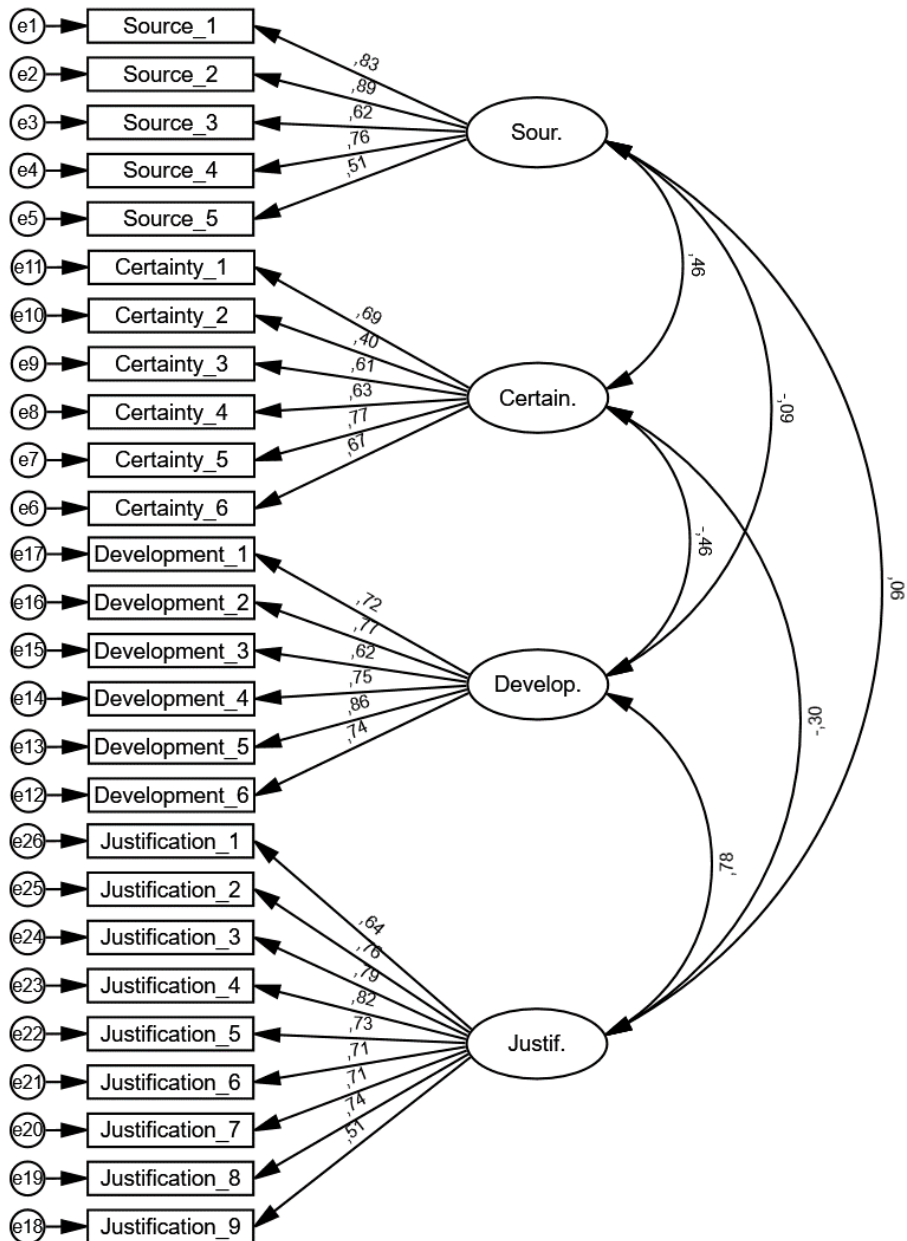 e1 Source_1
,83
e2 Source_2
,89
e3 Source_3
,62
Sour.
e4 Source_4
,76
e5 Source_5
,51
e11 Certainty_1
,46
e10 Certainty_2
,69
,40
e9 Certainty_3
,61
e8 Certainty_4
,63
Certain.
-,09
e7 Certainty_5
,77
e6 Certainty_6
,67
-,46
e17 Development_1
,06
e16 Development_2
,72
,77
e15 Development_3
,62
e14 Development_4
,75
Develop.
e13 Development_5
,86
-,30
e12 Development_6
,74
e26 Justification_1
,78
e25 Justification_2
e24 Justification_3
,64
,76
,79
e23 Justification_4
,82
e22 Justification_5
,73
Justif.
e21 Justification_6
,71
e20 Justification_7
,71
,74
e19 Justification_8
,51
e18 Justification_9